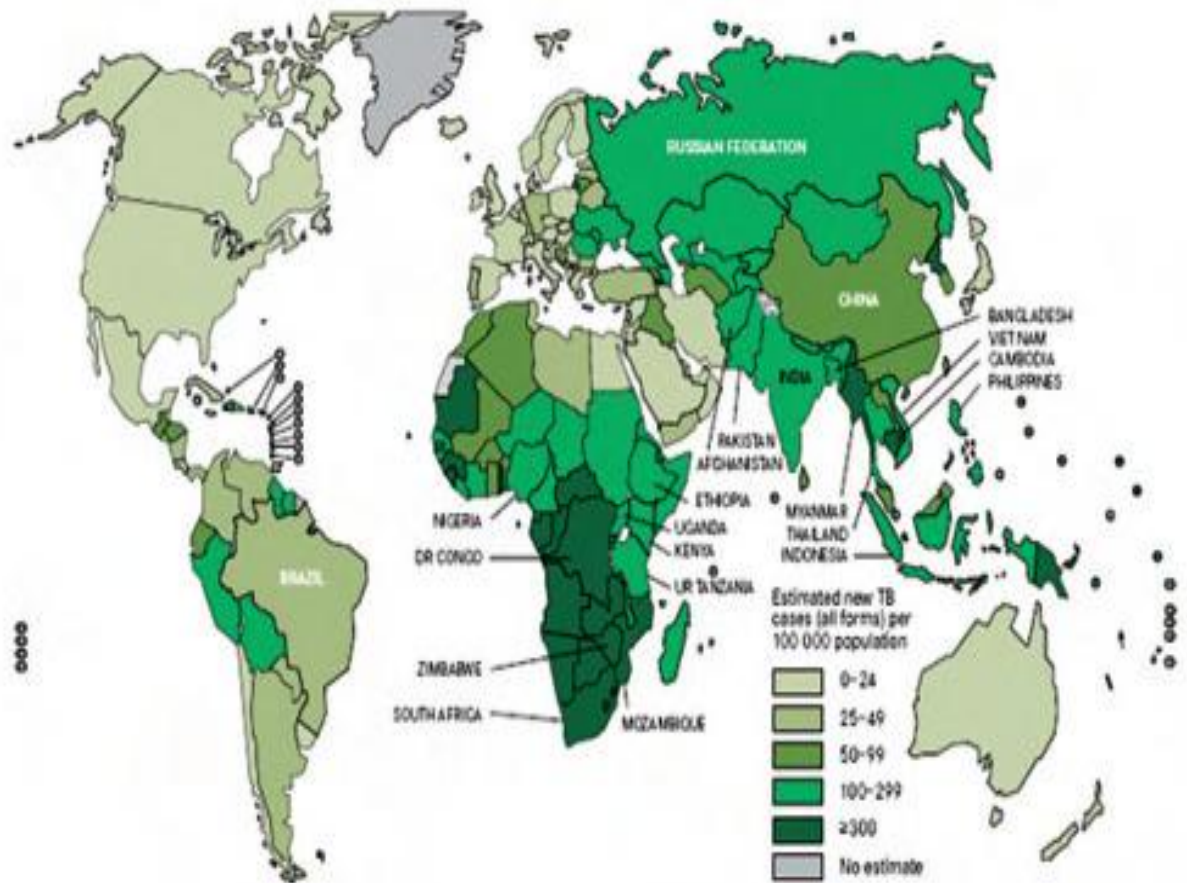 RUSSIAN FEDERATION
CHINA
BANGLADESH
VIET NAM
CAMBODIA
PHILIPPINES
INDIA
PAKISTAN
AFGHANISTAN
ETHIOPIA
NIGERIA
MYANMAR
UGANDA
THAILAND
DR CONGO
KENYA
INDONESIA
BRAZIL
UR TANZANIA
Estimated new TB
cases (all forms) per
100 000 population
ZIMBABWE
0–24
SOUTH AFRICA
MOZAMBIQUE
25–49
50–99
100–299
≥300
No estimate